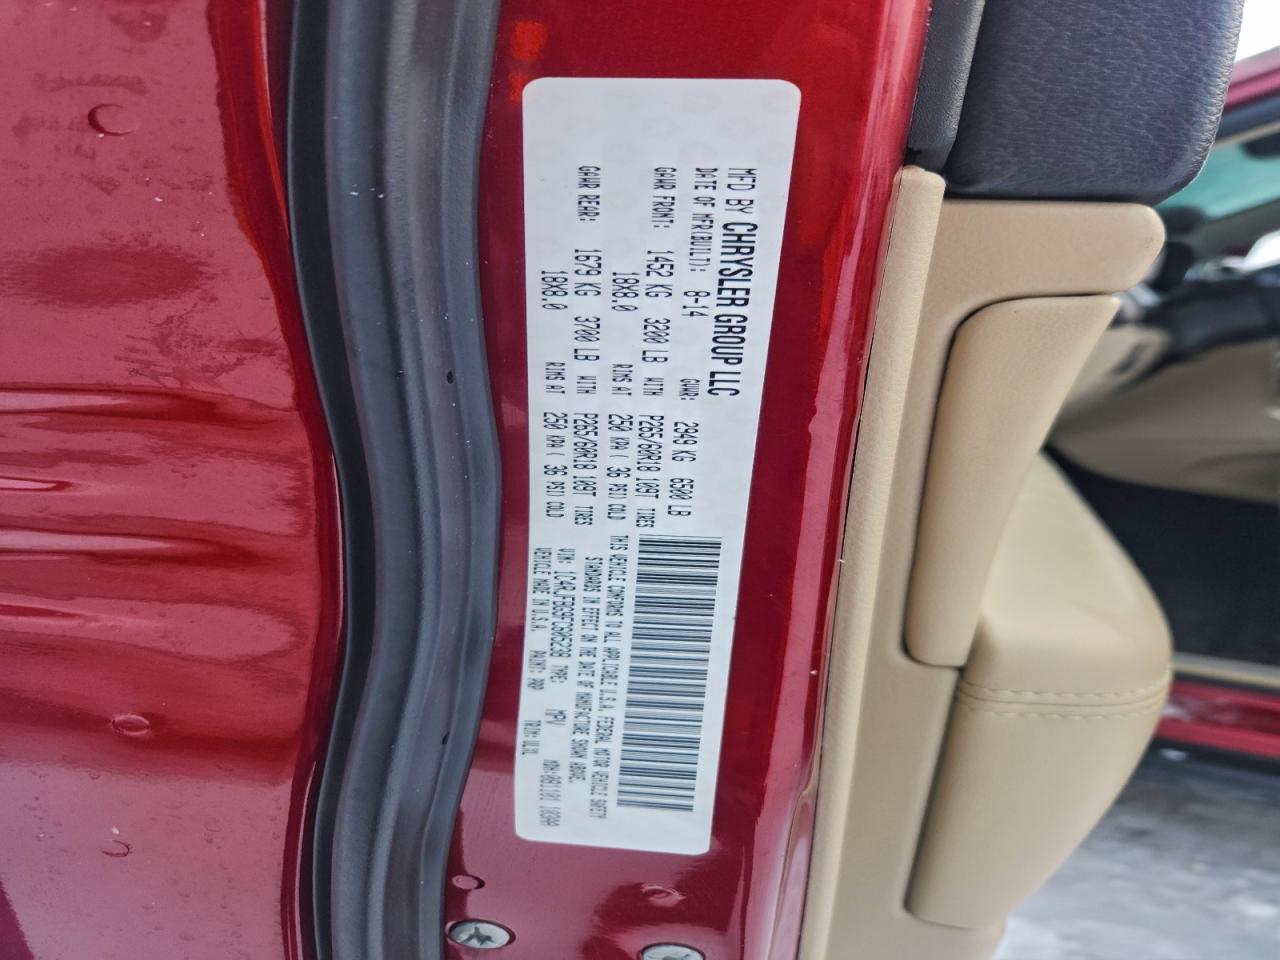 MFD BY CHRYSLER GROUP LLC
DATE OF MFR(BUILT): 8-14 GVWR: 2949 KG 6500 LB
GAWR FRONT: 1452 KG 3200 LB WITH P265/60R18 109T TIRES
18X8.0 RIMS AT 250 KPA( 36 PSI) COLD
GAWR REAR: 1679 KG 3700 LB WITH P265/60R18 109T TIRES
18X8.0 RIMS AT 250 KPA( 36 PSI) COLD
THIS VEHICLE CONFORMS TO ALL APPLICABLE U.S.A. FEDERAL MOTOR VEHICLE SAFETY
STANDARDS IN EFFECT ON THE DATE OF MANUFACTURE SHOWN ABOVE.
VIN: TYPE: MPV
VEHICLE MADE IN U.S.A. PAINT: PRP TRIM: